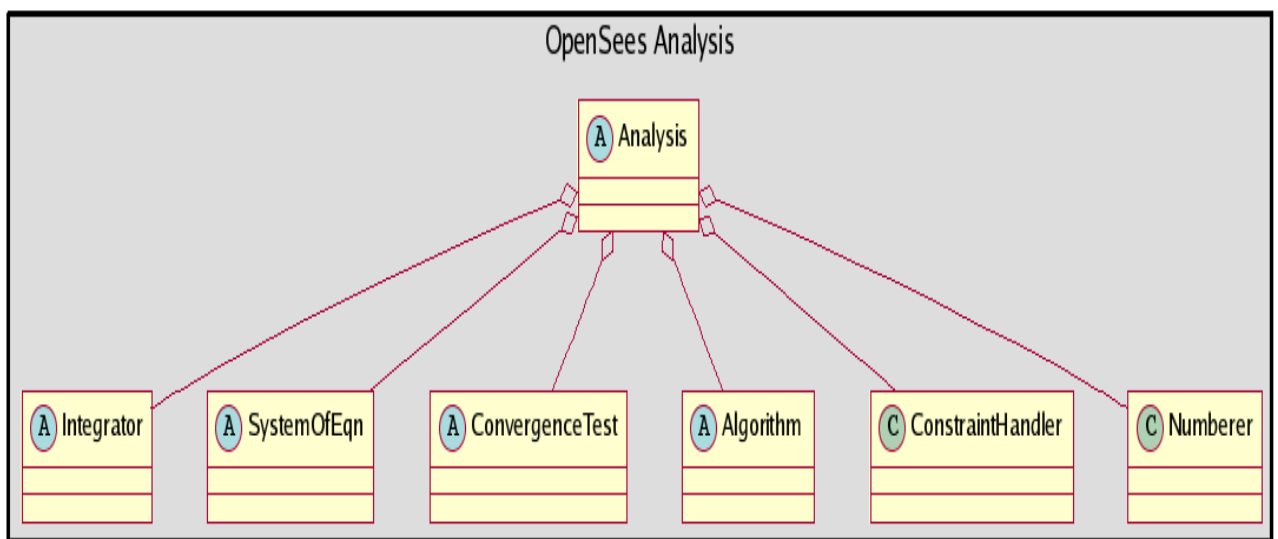 OpenSees Analysis
A Analysis
A Integrator
A SystemOfEqn
A ConvergenceTest
A Algorithm
C ConstraintHandler
C Numberer